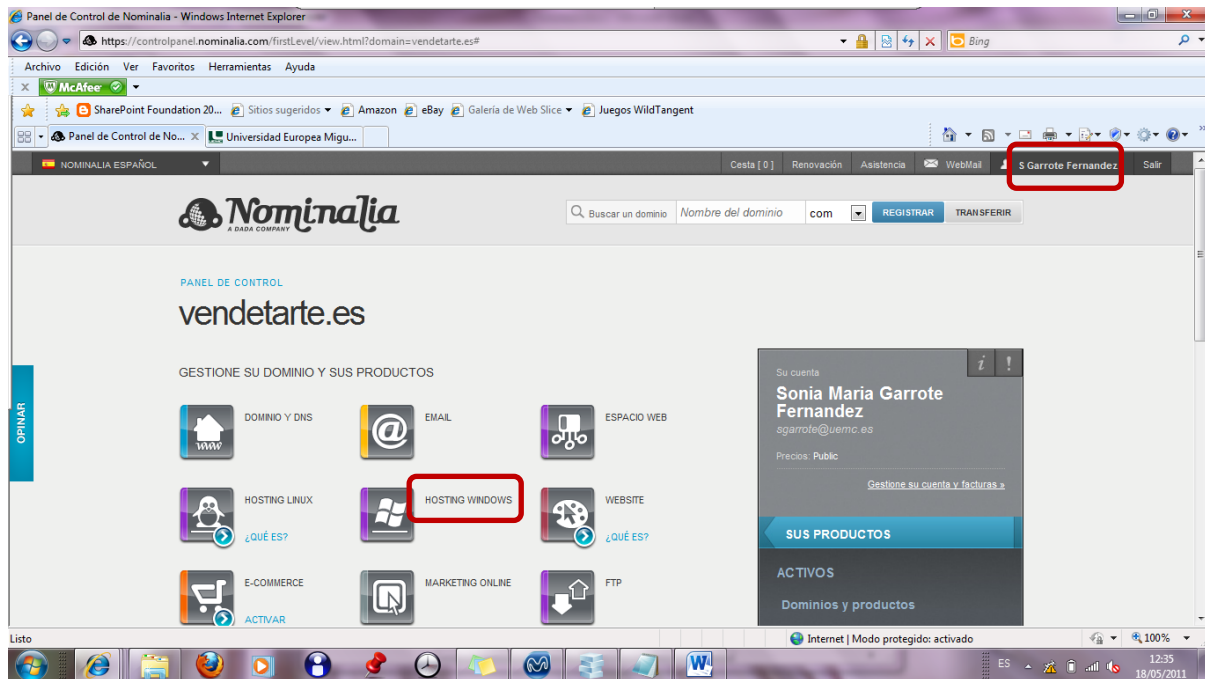 Panel de Control de Nominalia - Windows Internet Explorer
https://controlpanel.nominalia.com/firstLevel/view.html?domain=vendetarte.es#
Bing
Archivo Edición Ver Favoritos Herramientas Ayuda
X McAfee
SharePoint Foundation 20... Sitios sugeridos Amazon eBay Galería de Web Slice Juegos WildTangent
Panel de Control de No... X Universidad Europea Migu...
NOMINALIA ESPAÑOL Cesta [ 0 ] Renovación Asistencia WebMail S Garrote Fernandez Salir
Nominalia
A DADA COMPANY
Buscar un dominio Nombre del dominio com REGISTRAR TRANSFERIR
PANEL DE CONTROL
vendetarte.es
GESTIONE SU DOMINIO Y SUS PRODUCTOS
DOMINIO Y DNS EMAIL ESPACIO WEB
www @
HOSTING LINUX HOSTING WINDOWS WEBSITE
¿QUÉ ES? ¿QUÉ ES?
E-COMMERCE MARKETING ONLINE FTP
ACTIVAR
OPINAR
i !
Su cuenta
Sonia Maria Garrote
Fernandez
sgarrote@uemc.es
Precios: Public
Gestione su cuenta y facturas »
SUS PRODUCTOS
ACTIVOS
Dominios y productos
Listo Internet | Modo protegido: activado 100%
ES 12:35
18/05/2011